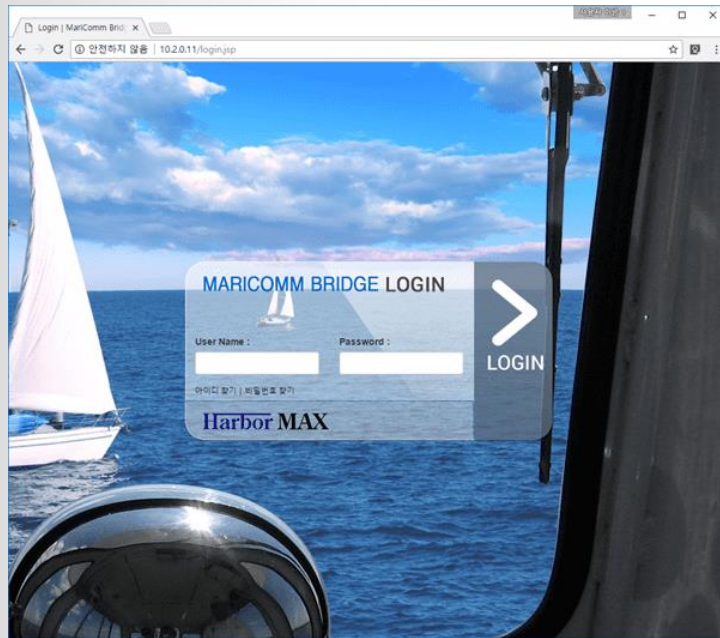 Login | MariComm Brid
안전하지 않음 | 10.2.0.11/login.jsp
MARICOMM BRIDGE LOGIN
User Name :
Password :
LOGIN
아이디 찾기 | 비밀번호 찾기
Harbor MAX